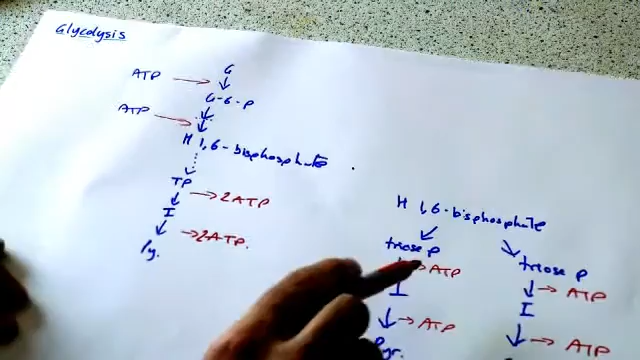 Glycolysis
G
ATP
G-6-P
ATP
H 1,6-bisphosphate
TP
2ATP
I
2ATP.
Py.
H 1,6-bisphosphate
triose P
triose P
ATP
ATP
I
I
ATP
ATP
Pyr.